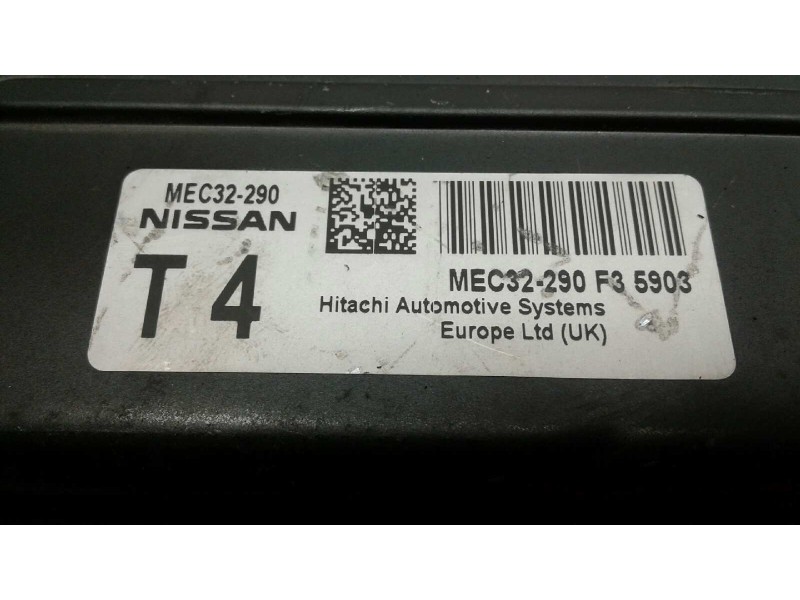 MEC32-290
NISSAN
T 4
MEC32-290 F3 5903
Hitachi Automotive Systems
Europe Ltd (UK)